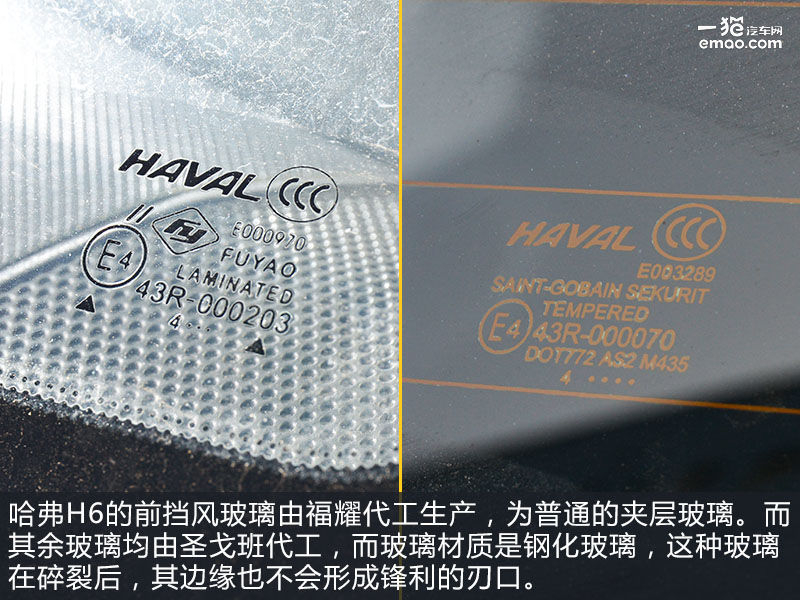 一猫汽车网
emao.com
HAVAL CCC
II FY E000970
FUYAO
LAMINATED
E4 43R-000203
4...
HAVAL CCC
E003289
SAINT-GOBAIN SEKURIT
TEMPERED
E4 43R-000070
DOT772 AS2 M435
4 ....
哈弗H6的前挡风玻璃由福耀代工生产，为普通的夹层玻璃。而
其余玻璃均由圣戈班代工，而玻璃材质是钢化玻璃，这种玻璃
在碎裂后，其边缘也不会形成锋利的刃口。